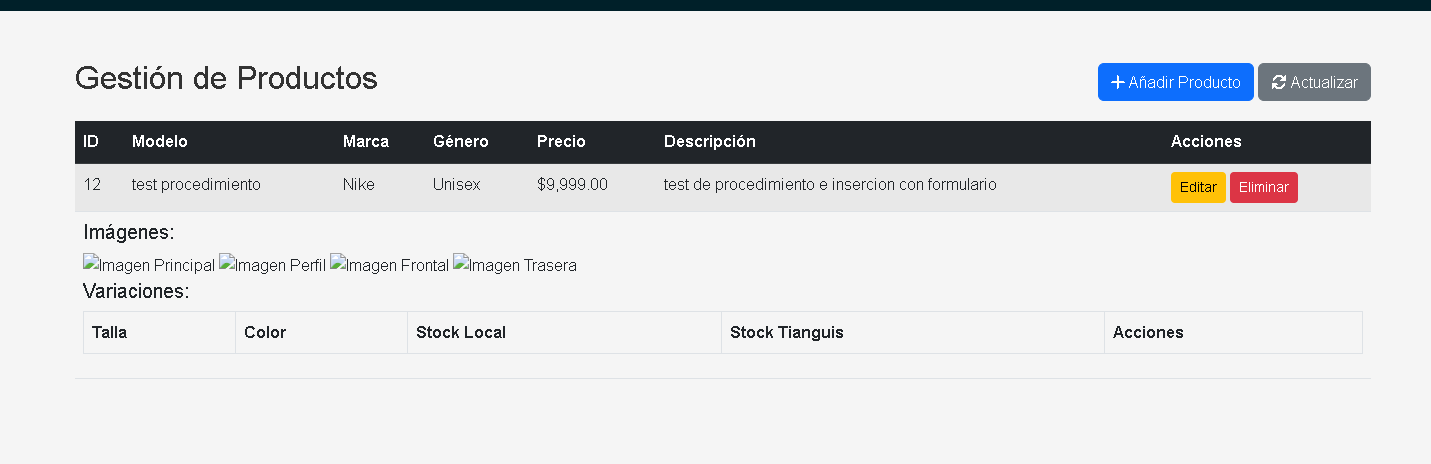 Gestión de Productos
Añadir Producto Actualizar
ID Modelo Marca Género Precio Descripción Acciones
12 test procedimiento Nike Unisex $9,999.00 test de procedimiento e insercion con formulario Editar Eliminar
Imágenes:
Imagen Principal Imagen Perfil Imagen Frontal Imagen Trasera
Variaciones:
Talla Color Stock Local Stock Tianguis Acciones